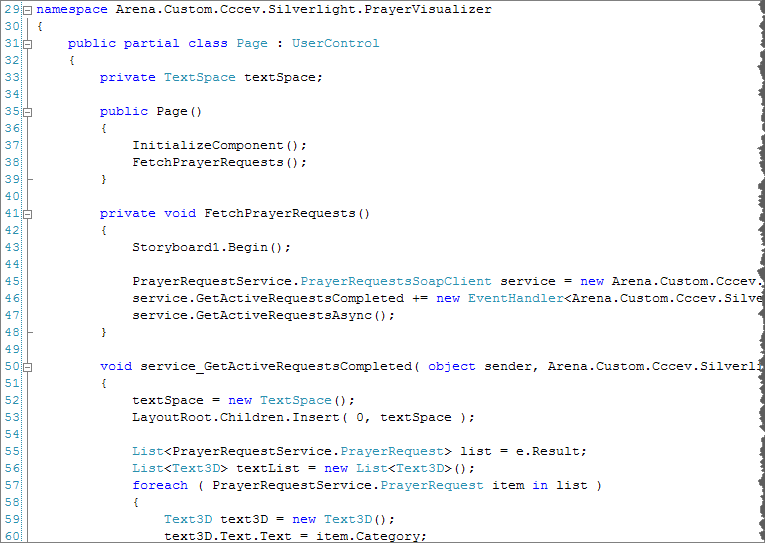 29 namespace Arena.Custom.Cccev.Silverlight.PrayerVisualizer
30 {
31     public partial class Page : UserControl
32     {
33         private TextSpace textSpace;
34
35         public Page()
36         {
37             InitializeComponent();
38             FetchPrayerRequests();
39         }
40
41         private void FetchPrayerRequests()
42         {
43             Storyboard1.Begin();
44
45             PrayerRequestService.PrayerRequestsSoapClient service = new Arena.Custom.Cccev.
46             service.GetActiveRequestsCompleted += new EventHandler<Arena.Custom.Cccev.Silve
47             service.GetActiveRequestsAsync();
48         }
49
50         void service_GetActiveRequestsCompleted( object sender, Arena.Custom.Cccev.Silverli
51         {
52             textSpace = new TextSpace();
53             LayoutRoot.Children.Insert( 0, textSpace );
54
55             List<PrayerRequestService.PrayerRequest> list = e.Result;
56             List<Text3D> textList = new List<Text3D>();
57             foreach ( PrayerRequestService.PrayerRequest item in list )
58             {
59                 Text3D text3D = new Text3D();
60                 text3D.Text.Text = item.Category;